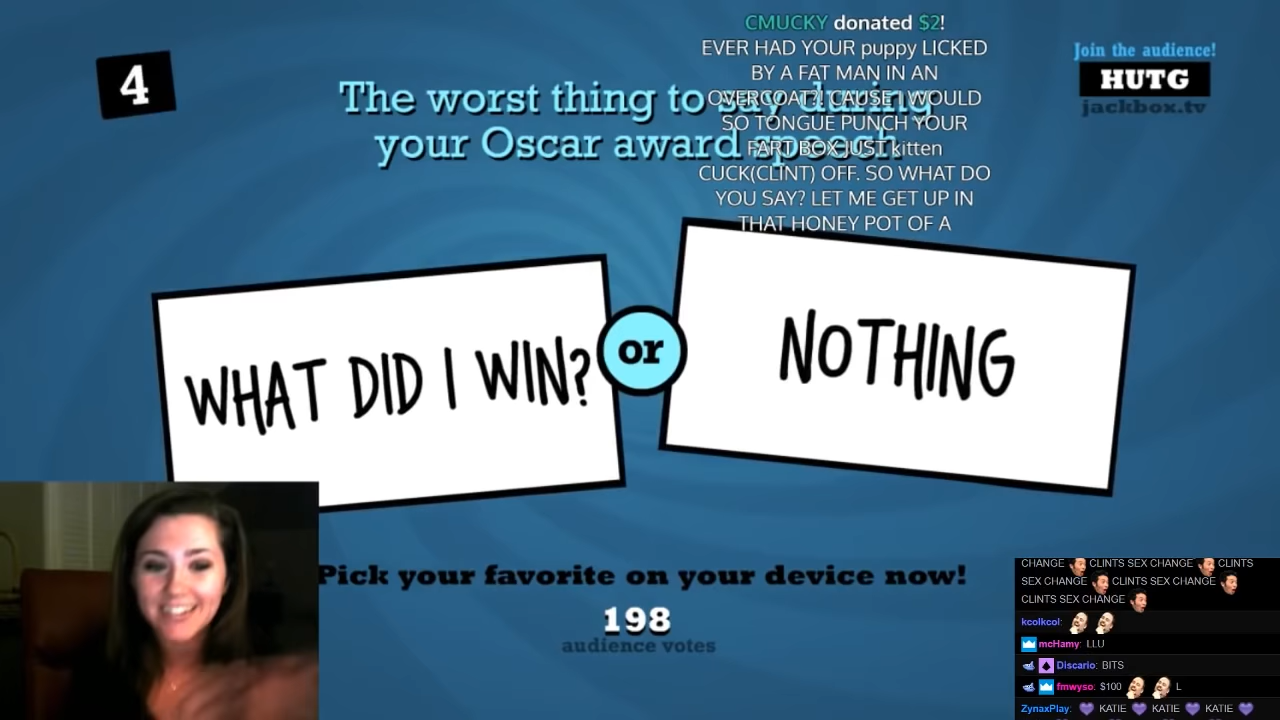 CMUCKY donated $2!
EVER HAD YOUR puppy LICKED
BY A FAT MAN IN AN
OVERCOAT?! CAUSE I WOULD
SO TONGUE PUNCH YOUR
FART BOX JUST kitten
CUCK(CLINT) OFF. SO WHAT DO
YOU SAY? LET ME GET UP IN
THAT HONEY POT OF A
Join the audience!
HUTG
jackbox.tv
4
The worst thing to say during
your Oscar award speech
WHAT DID I WIN?
or
NOTHING
Pick your favorite on your device now!
198
audience votes
CHANGE CLINTS SEX CHANGE CLINTS
SEX CHANGE CLINTS SEX CHANGE
CLINTS SEX CHANGE
kcolkcol:
mcHamy: LLU
Discario: BITS
fmwyso: $100 L
ZynaxPlay: 💜 KATIE 💜 KATIE 💜 KATIE 💜